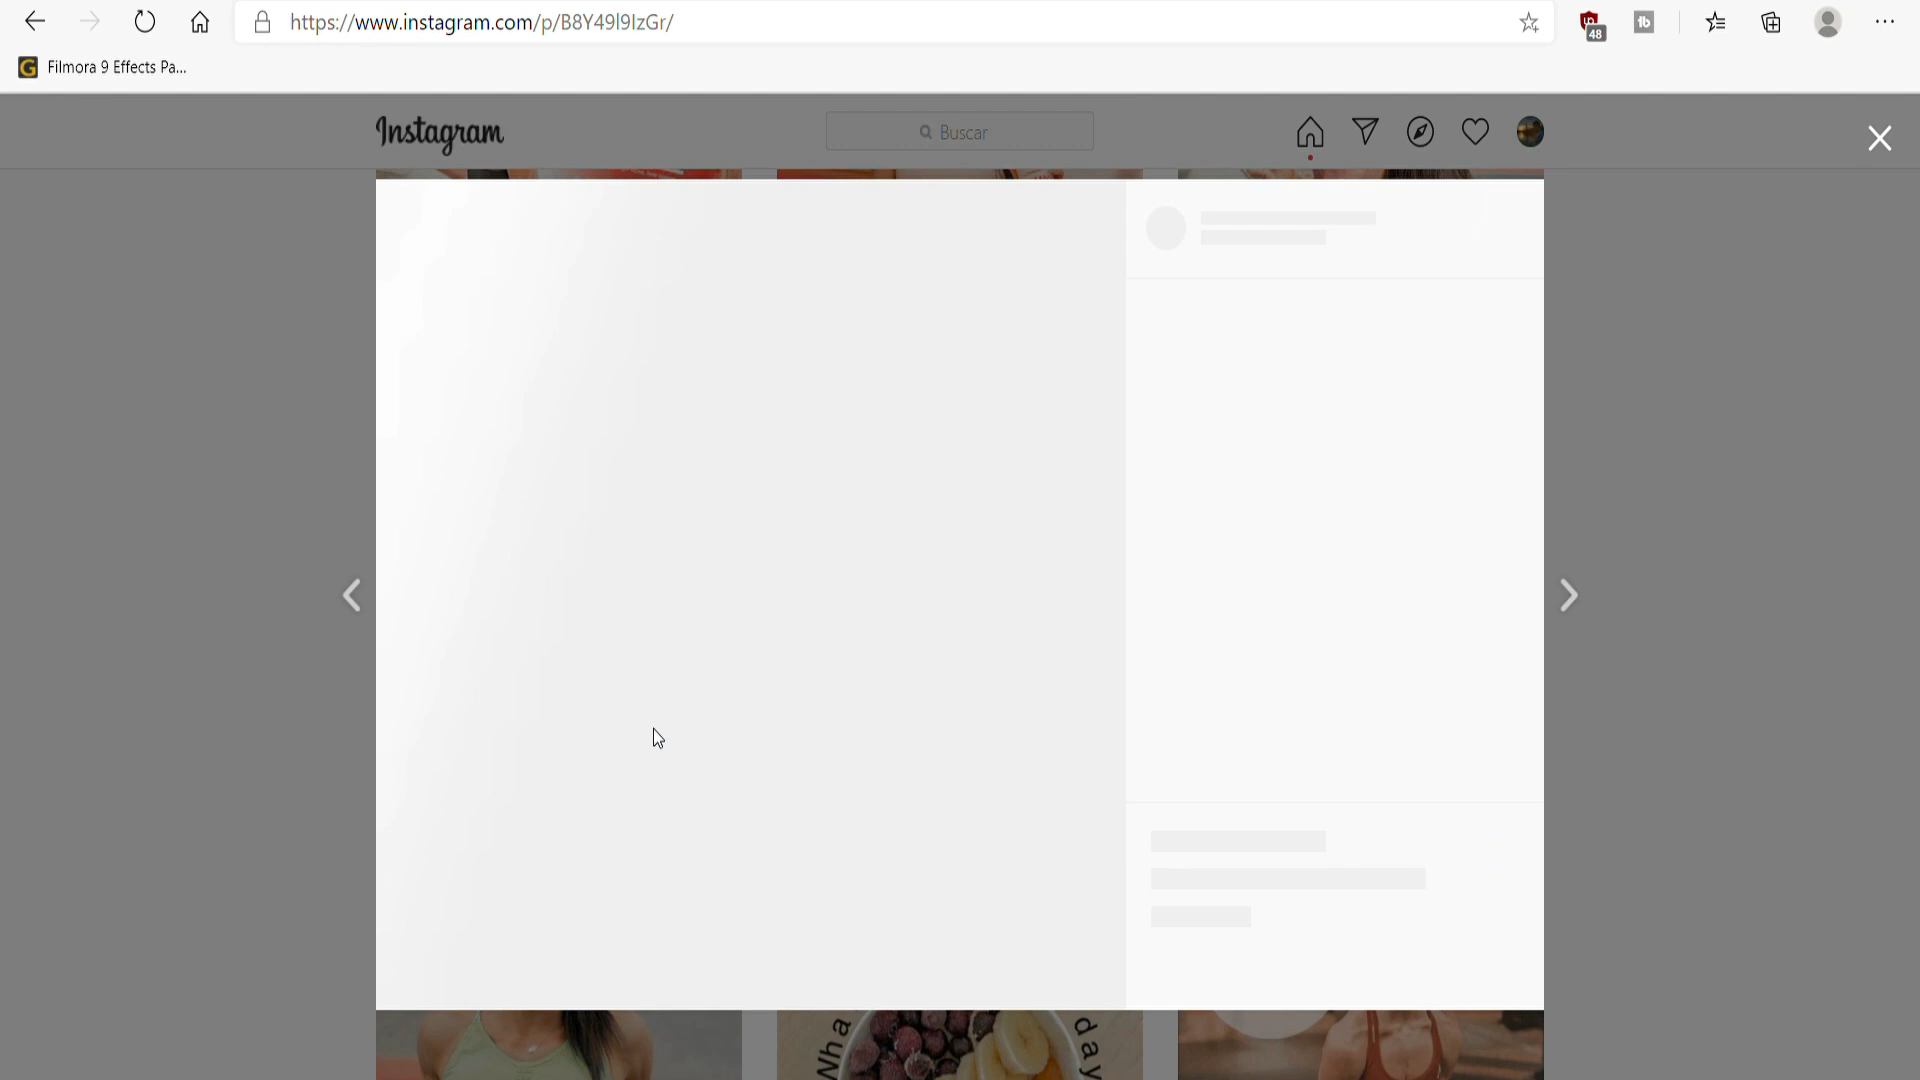 https://www.instagram.com/p/B8Y49l9IzGr/
48
Filmora 9 Effects Pa...
Instagram
Buscar
Wha
day